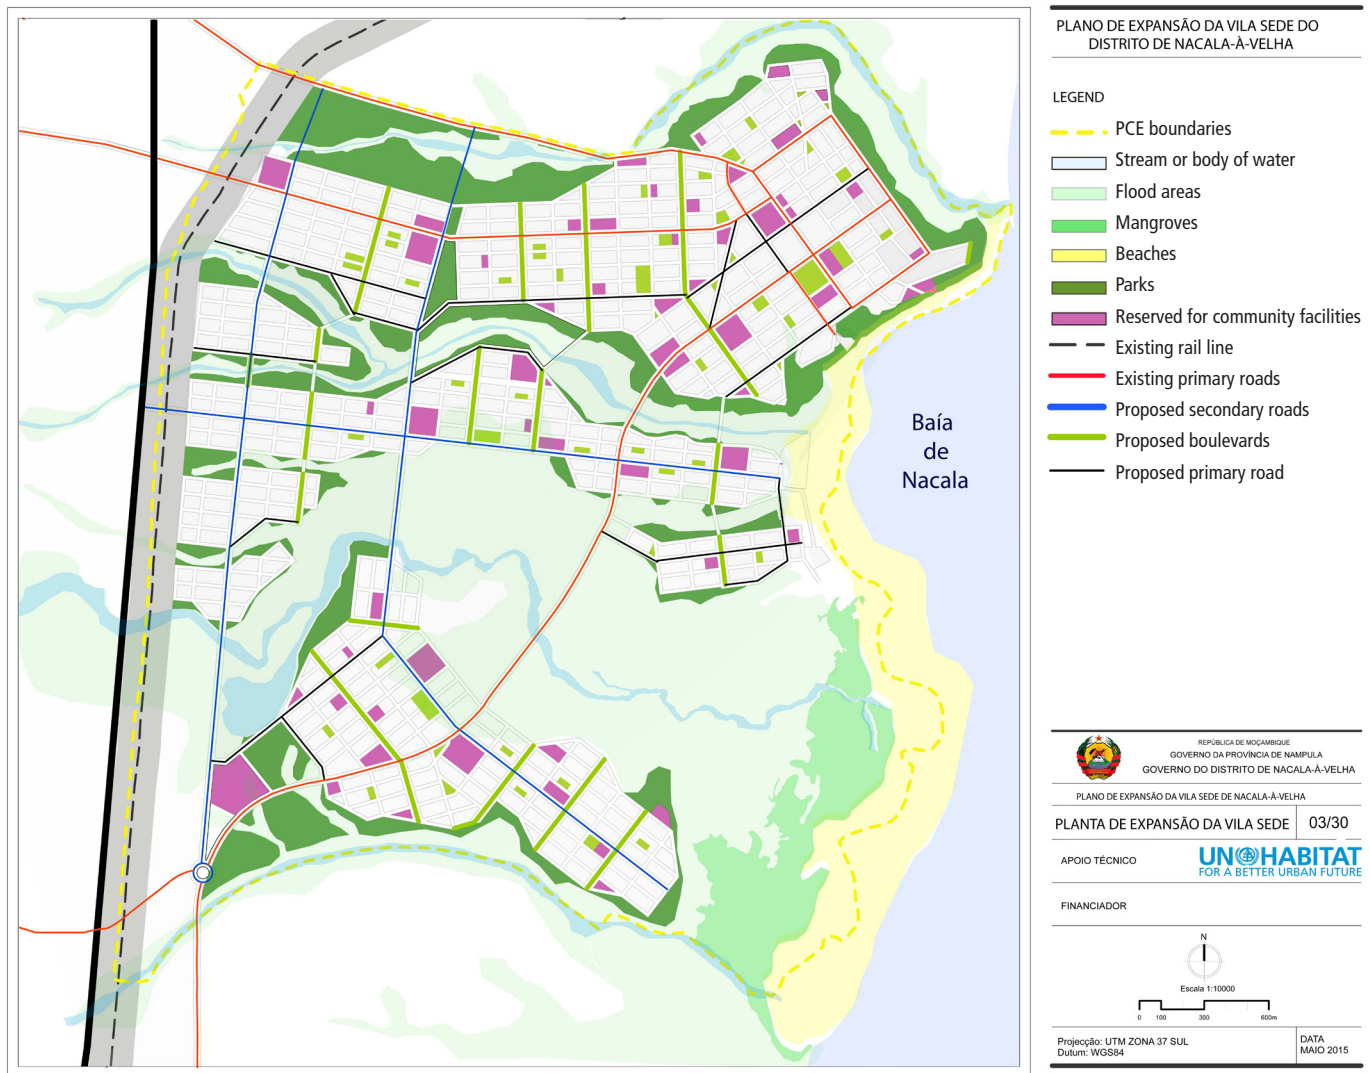 PLANO DE EXPANSÃO DA VILA SEDE DO
DISTRITO DE NACALA-À-VELHA
LEGEND
PCE boundaries
Stream or body of water
Flood areas
Mangroves
Beaches
Parks
Reserved for community facilities
Existing rail line
Existing primary roads
Proposed secondary roads
Proposed boulevards
Proposed primary road
Baía
de
Nacala
REPÚBLICA DE MOÇAMBIQUE
GOVERNO DA PROVÍNCIA DE NAMPULA
GOVERNO DO DISTRITO DE NACALA-À-VELHA
PLANO DE EXPANSÃO DA VILA SEDE DE NACALA-À-VELHA
PLANTA DE EXPANSÃO DA VILA SEDE 03/30
APOIO TÉCNICO
UN HABITAT
FOR A BETTER URBAN FUTURE
FINANCIADOR
N
Escala 1:10000
0 100 300 600m
Projecção: UTM ZONA 37 SUL
Dutum: WGS84
DATA
MAIO 2015